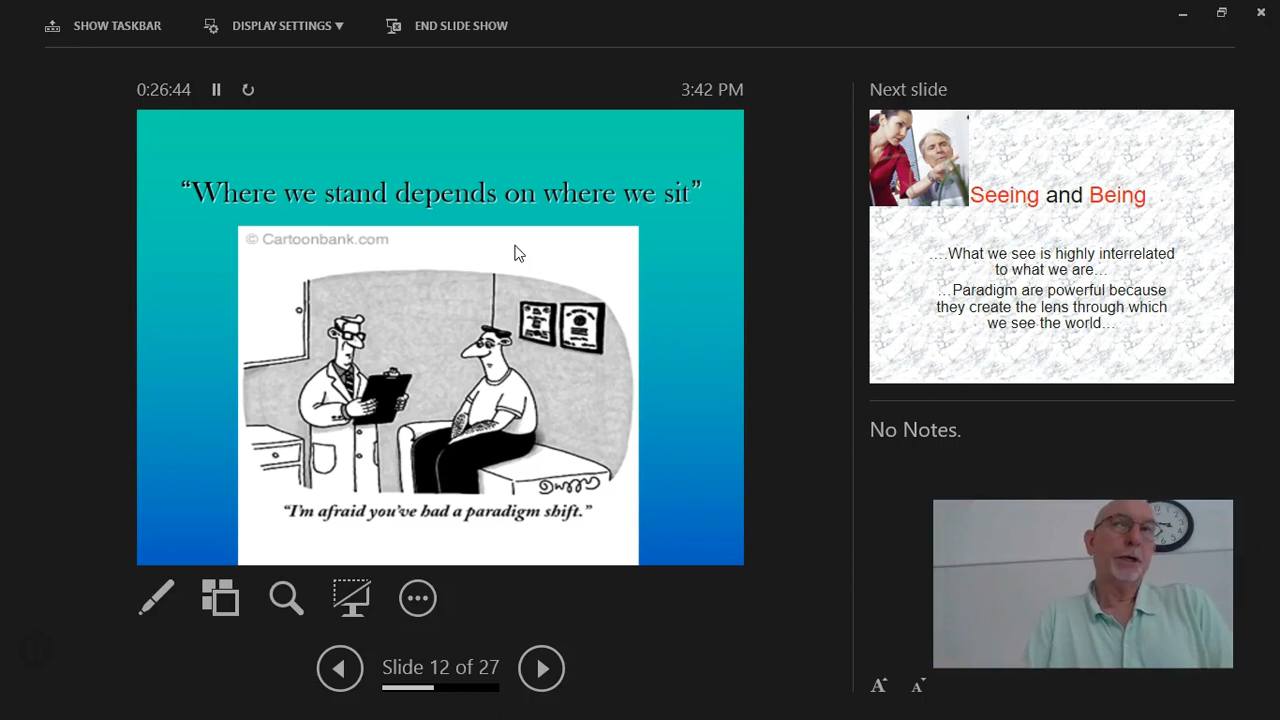 SHOW TASKBAR
DISPLAY SETTINGS ▼
END SLIDE SHOW
0:26:44
3:42 PM
“Where we stand depends on where we sit”
© Cartoonbank.com
“I'm afraid you've had a paradigm shift.”
Slide 12 of 27
Next slide
Seeing and Being
….What we see is highly interrelated
to what we are…
…Paradigm are powerful because
they create the lens through which
we see the world…
No Notes.
A A